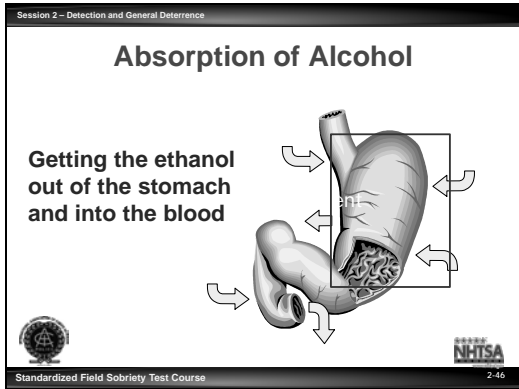 Session 2 – Detection and General Deterrence
Absorption of Alcohol
Getting the ethanol
out of the stomach
and into the blood
ent
NHTSA
Standardized Field Sobriety Test Course
2-46